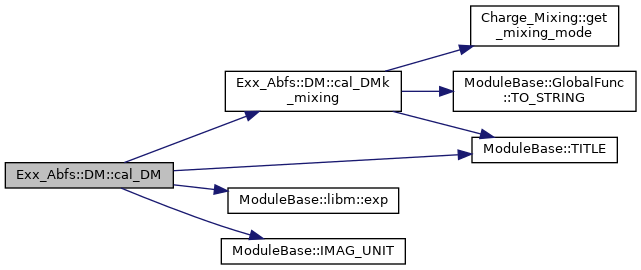 Charge_Mixing::get
_mixing_mode
Exx_Abfs::DM::cal_DMk
_mixing
ModuleBase::GlobalFunc
::TO_STRING
ModuleBase::TITLE
Exx_Abfs::DM::cal_DM
ModuleBase::libm::exp
ModuleBase::IMAG_UNIT